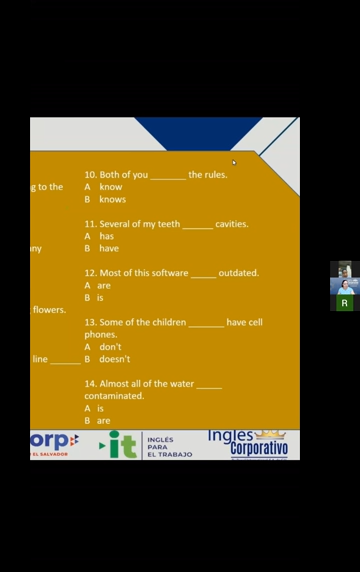 g to the
ny
flowers.
line ______
10. Both of you _______ the rules.
A know
B knows
11. Several of my teeth ______ cavities.
A has
B have
12. Most of this software _____ outdated.
A are
B is
13. Some of the children _______ have cell
phones.
A don't
B doesn't
14. Almost all of the water _____
contaminated.
A is
B are
orp
EL SALVADOR
it
INGLÉS
PARA
EL TRABAJO
Ingles
Corporativo
R